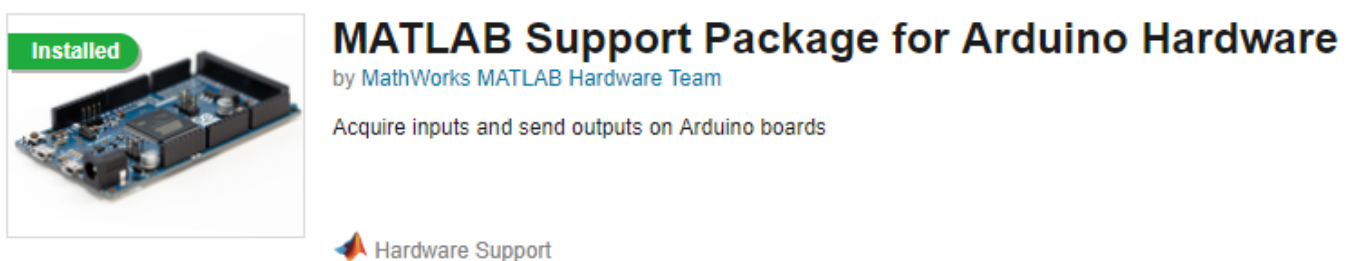 Installed
MATLAB Support Package for Arduino Hardware
by MathWorks MATLAB Hardware Team
Acquire inputs and send outputs on Arduino boards
Hardware Support